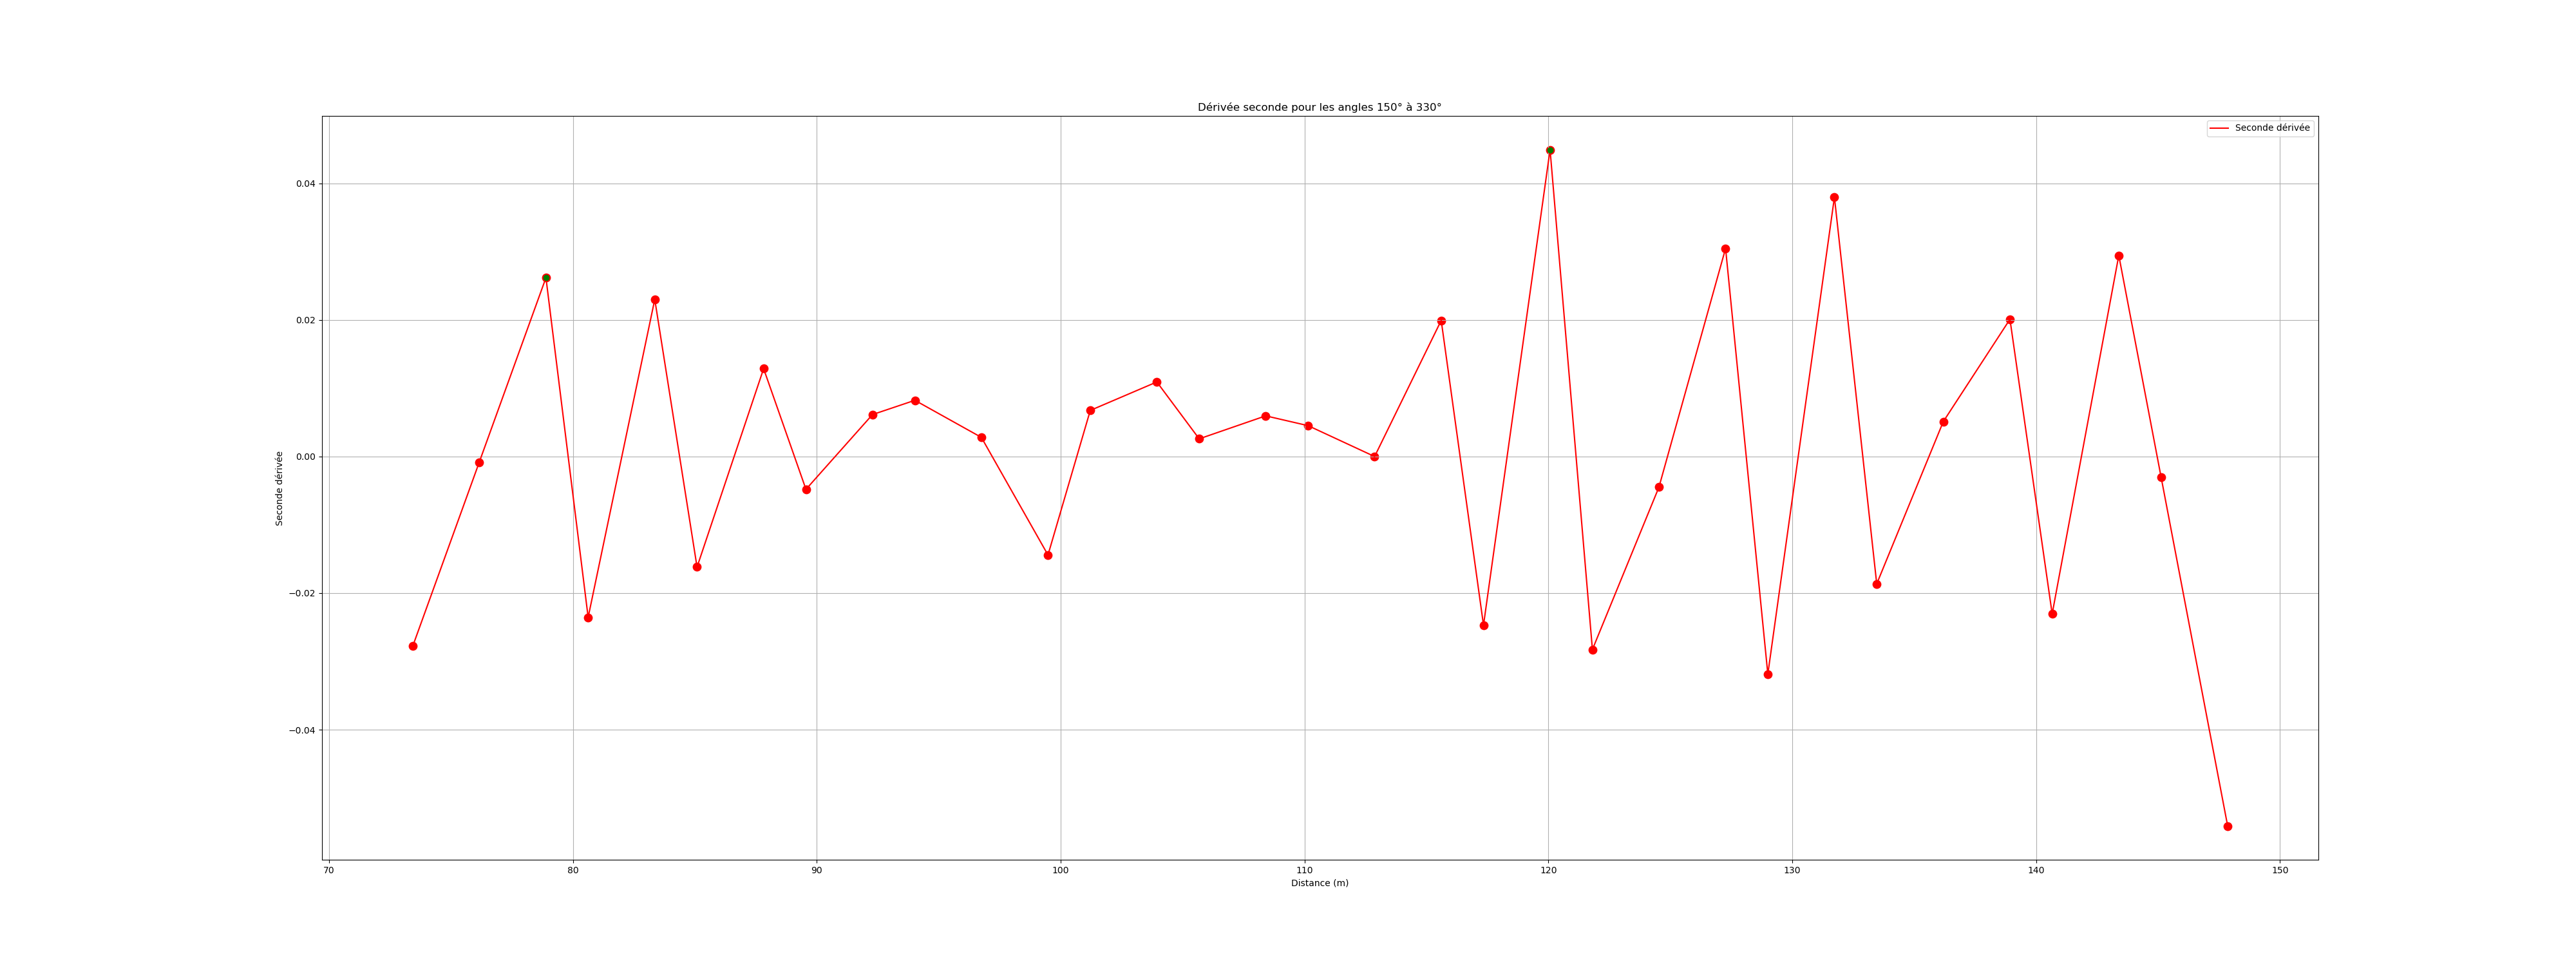 Dérivée seconde pour les angles 150° à 330°
Seconde dérivée
0.04
0.02
0.00
−0.02
−0.04
Seconde dérivée
70 80 90 100 110 120 130 140 150
Distance (m)